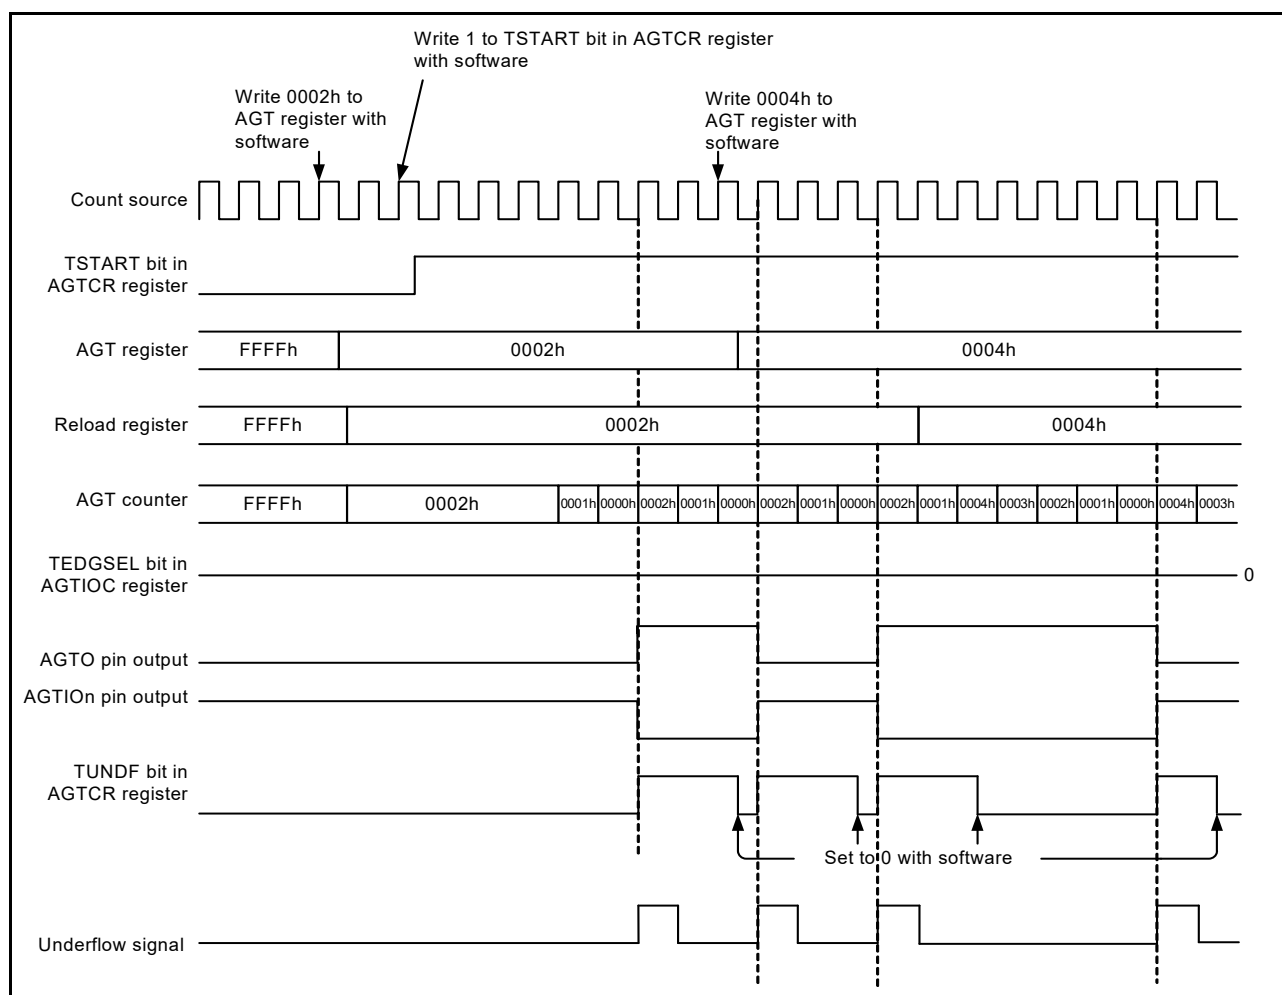 Write 1 to TSTART bit in AGTCR register
with software
Write 0002h to
AGT register with
software
Write 0004h to
AGT register with
software
Count source
TSTART bit in
AGTCR register
AGT register
FFFFh
0002h
0004h
Reload register
FFFFh
0002h
0004h
AGT counter
FFFFh
0002h
0001h 0000h 0002h 0001h 0000h 0002h 0001h 0000h 0002h 0001h 0004h 0003h 0002h 0001h 0000h 0004h 0003h
TEDGSEL bit in
AGTIOC register
0
AGTO pin output
AGTIOn pin output
TUNDF bit in
AGTCR register
Set to 0 with software
Underflow signal